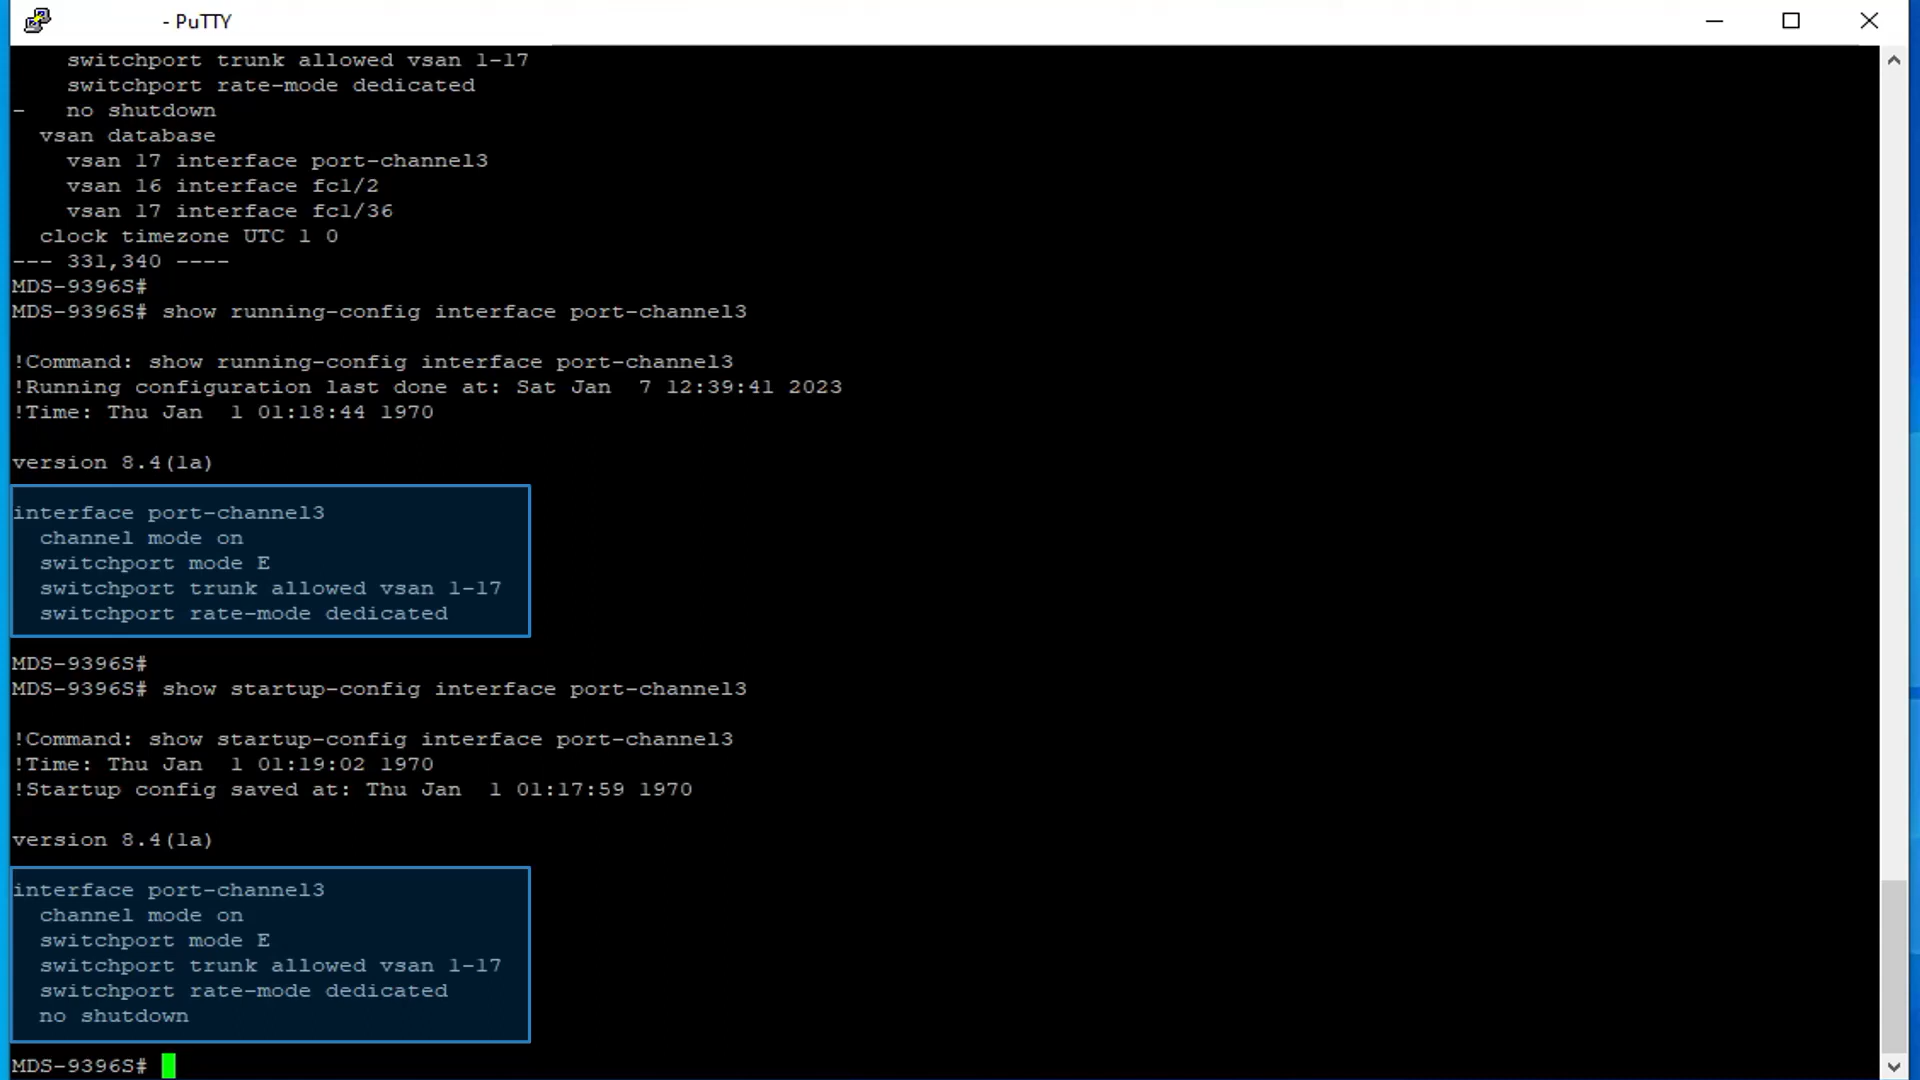 - PuTTY
    switchport trunk allowed vsan 1-17
    switchport rate-mode dedicated
-   no shutdown
  vsan database
    vsan 17 interface port-channel3
    vsan 16 interface fc1/2
    vsan 17 interface fc1/36
  clock timezone UTC 1 0
--- 331,340 ----
MDS-9396S#
MDS-9396S# show running-config interface port-channel3
!Command: show running-config interface port-channel3
!Running configuration last done at: Sat Jan  7 12:39:41 2023
!Time: Thu Jan  1 01:18:44 1970
version 8.4(1a)
interface port-channel3
  channel mode on
  switchport mode E
  switchport trunk allowed vsan 1-17
  switchport rate-mode dedicated
MDS-9396S#
MDS-9396S# show startup-config interface port-channel3
!Command: show startup-config interface port-channel3
!Time: Thu Jan  1 01:19:02 1970
!Startup config saved at: Thu Jan  1 01:17:59 1970
version 8.4(1a)
interface port-channel3
  channel mode on
  switchport mode E
  switchport trunk allowed vsan 1-17
  switchport rate-mode dedicated
  no shutdown
MDS-9396S#